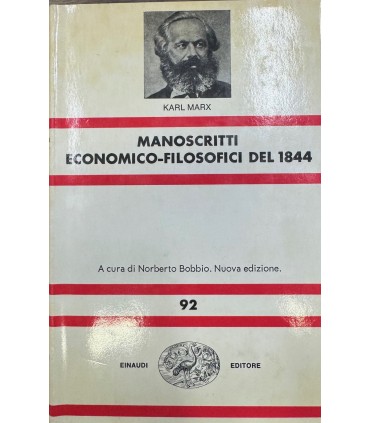 KARL MARX
MANOSCRITTI
ECONOMICO-FILOSOFICI DEL 1844
A cura di Norberto Bobbio. Nuova edizione.
92
EINAUDI EDITORE